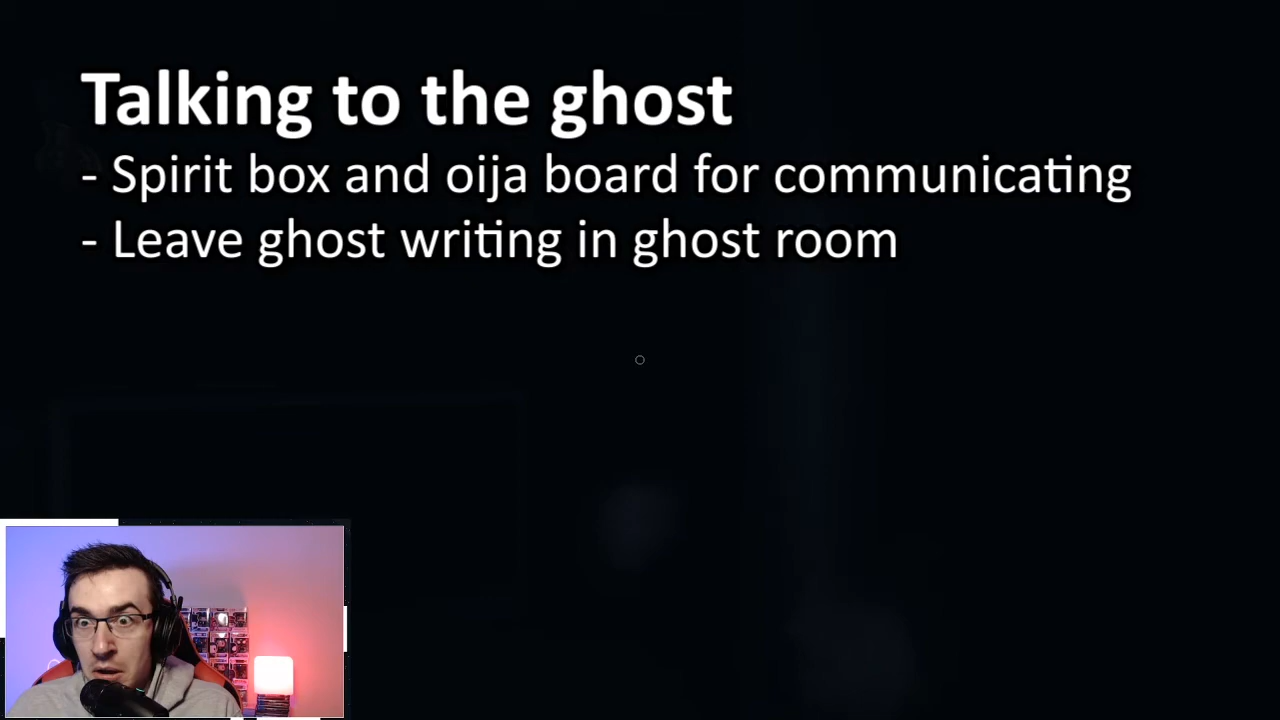 Talking to the ghost
- Spirit box and oija board for communicating
- Leave ghost writing in ghost room